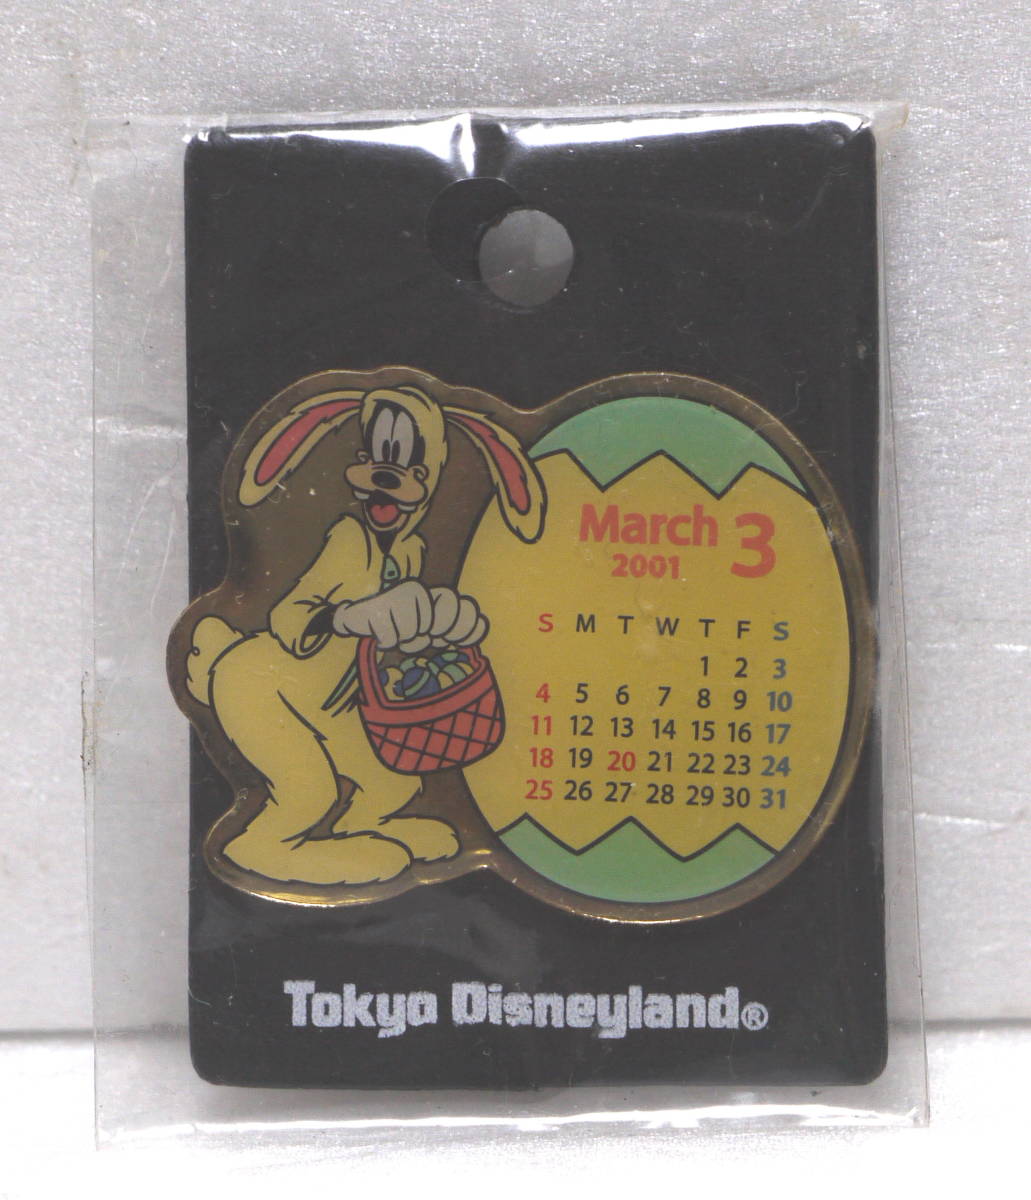 March 3
2001
S M T W T F S
1 2 3
4 5 6 7 8 9 10
11 12 13 14 15 16 17
18 19 20 21 22 23 24
25 26 27 28 29 30 31
Tokyo Disneyland®